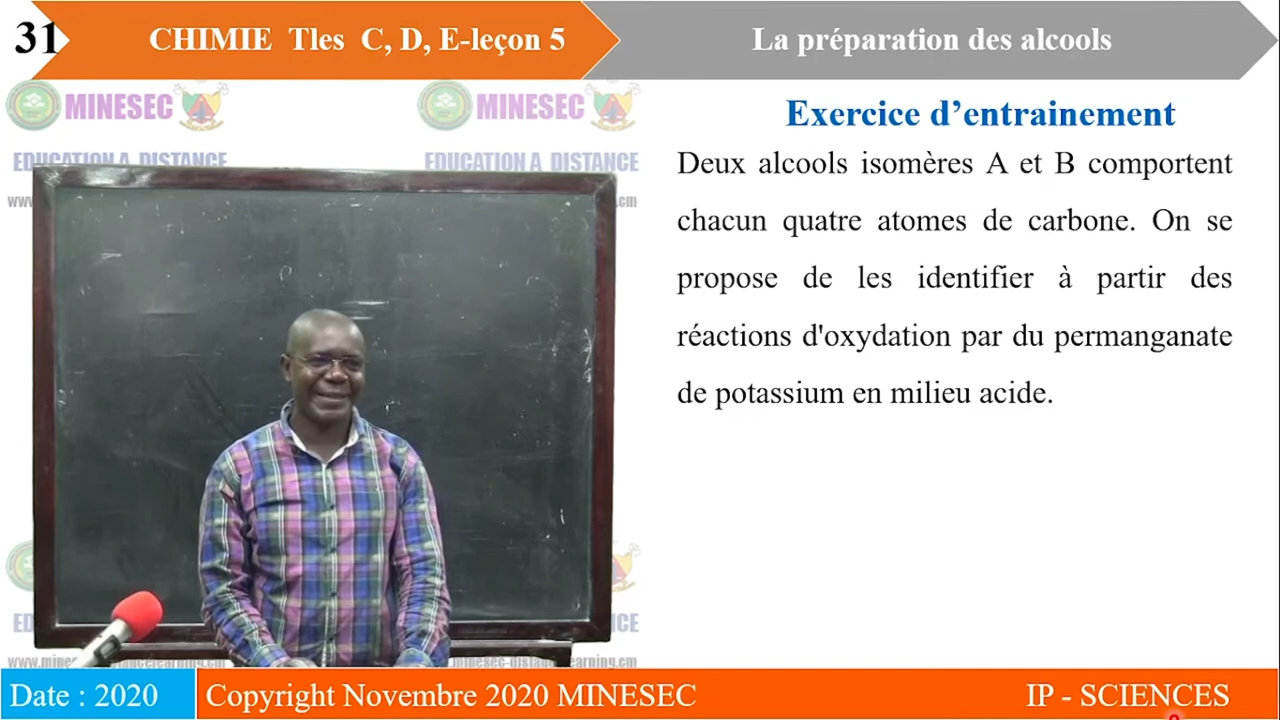 31
CHIMIE Tles C, D, E-leçon 5
La préparation des alcools
MINESEC
MINESEC
EDUCATION A DISTANCE
EDUCATION A DISTANCE
Exercice d’entrainement
Deux alcools isomères A et B comportent
chacun quatre atomes de carbone. On se
propose de les identifier à partir des
réactions d'oxydation par du permanganate
de potassium en milieu acide.
Date : 2020
Copyright Novembre 2020 MINESEC
IP - SCIENCES